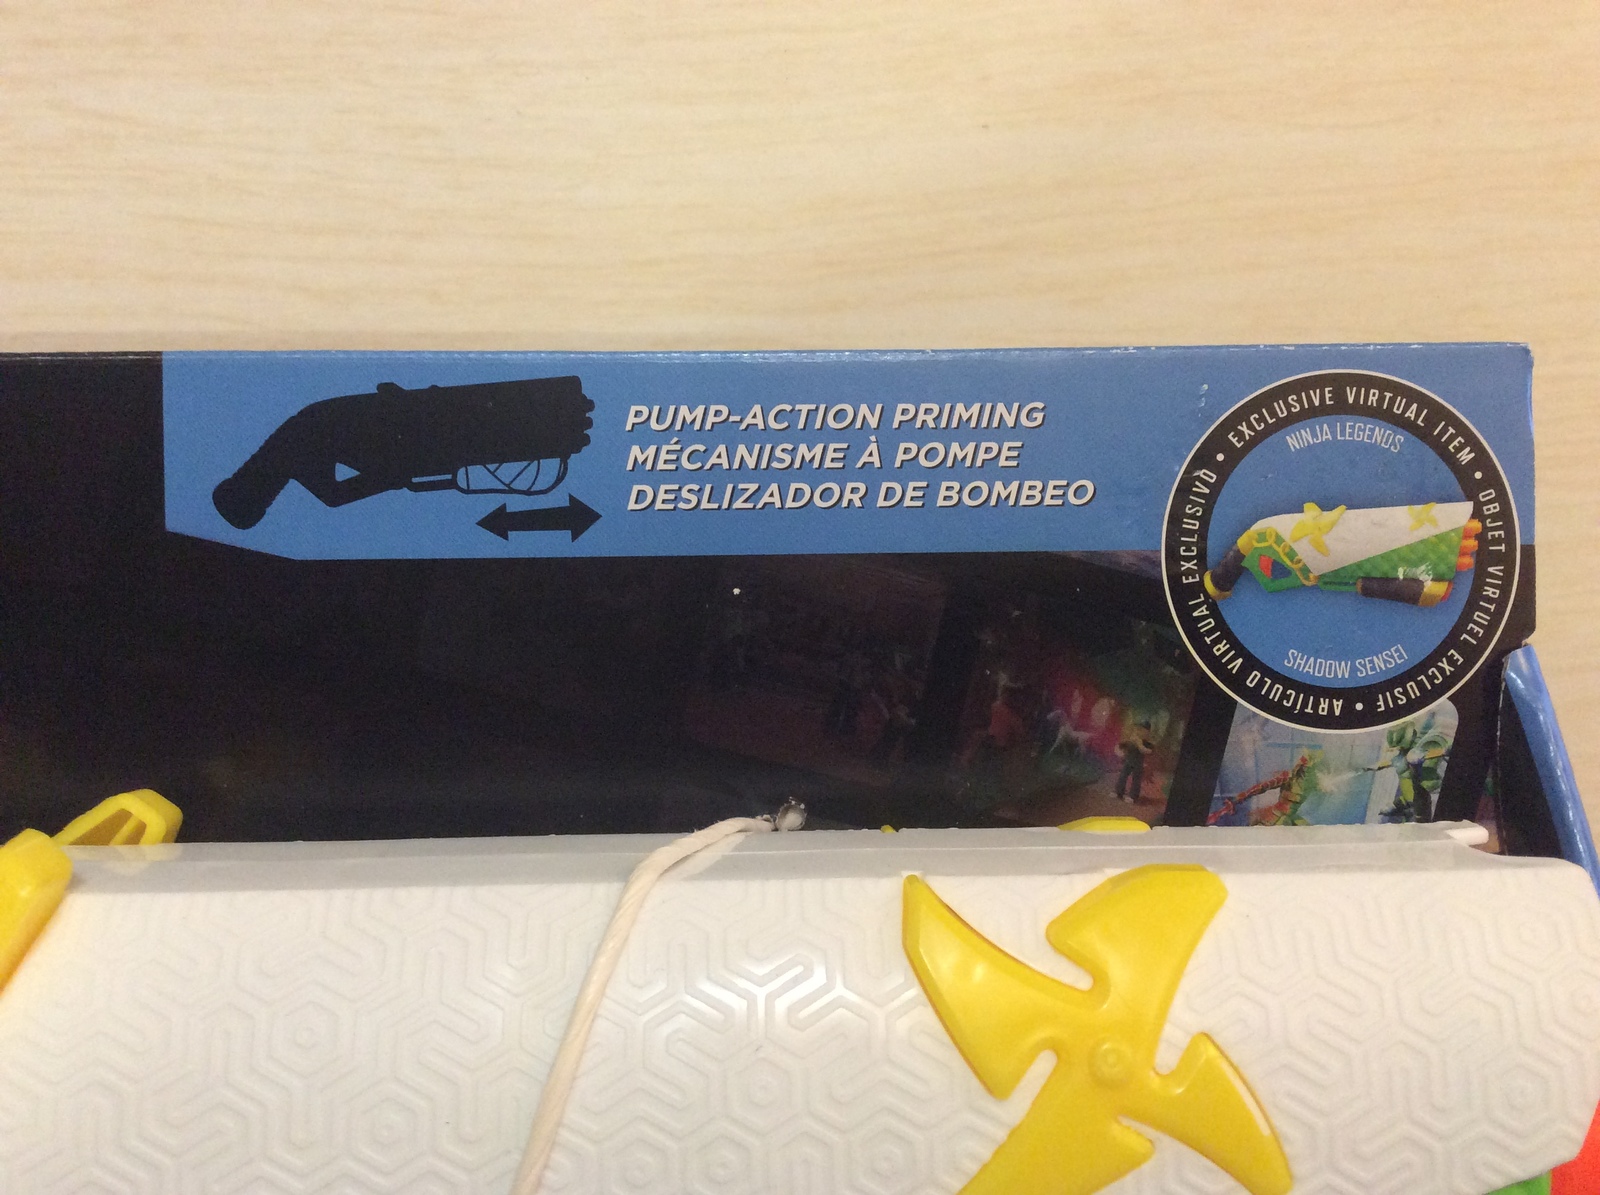 PUMP-ACTION PRIMING
MÉCANISME À POMPE
DESLIZADOR DE BOMBEO
• EXCLUSIVE VIRTUAL ITEM • OBJET VIRTUEL EXCLUSIF • ARTÍCULO VIRTUAL EXCLUSIVO
NINJA LEGENDS
SHADOW SENSEI